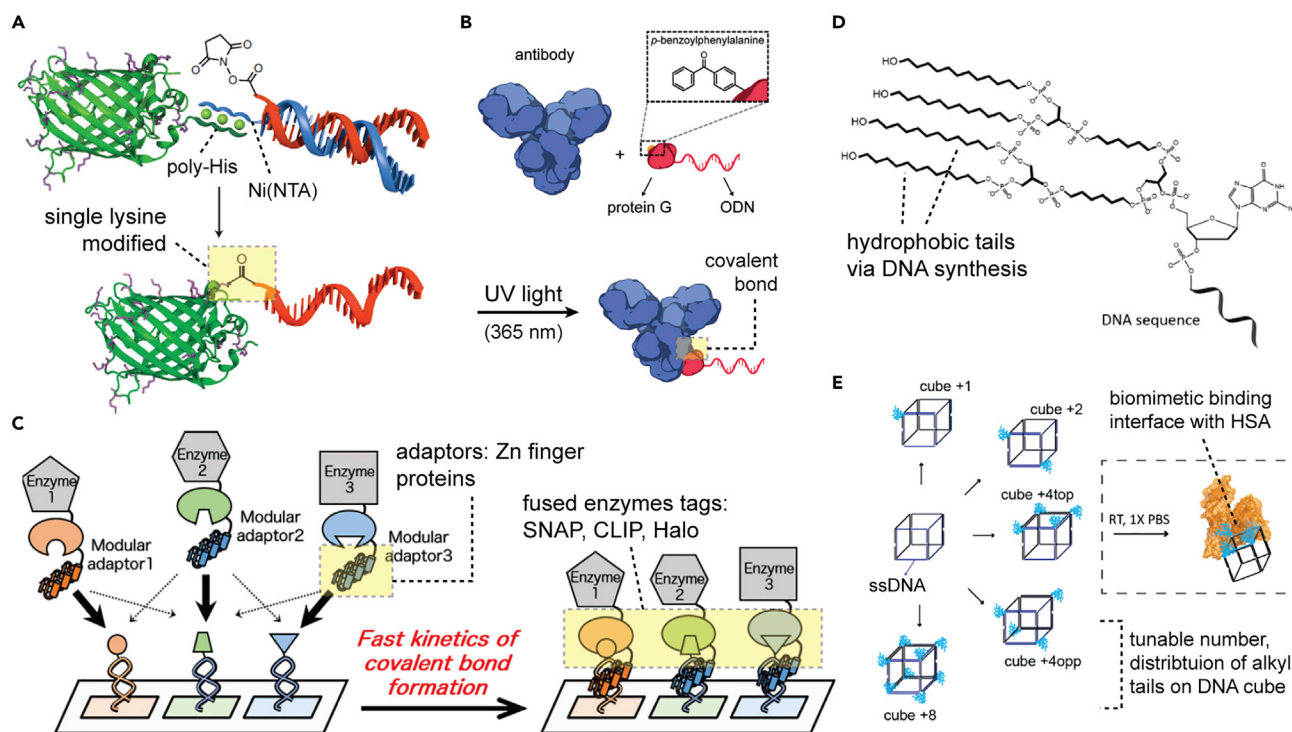 A
O
N
O
O
O
poly-His
Ni(NTA)
single lysine
modified
O
B
antibody
p-benzoylphenylalanine
O
+
protein G
ODN
UV light
(365 nm)
covalent
bond
C
Enzyme
1
Modular
adaptor1
Enzyme
2
Modular
adaptor2
Enzyme
3
Modular
adaptor3
adaptors: Zn finger
proteins
fused enzymes tags:
SNAP, CLIP, Halo
Fast kinetics of
covalent bond
formation
Enzyme
1
Enzyme
2
Enzyme
3
D
HO
HO
HO
HO
hydrophobic tails
via DNA synthesis
DNA sequence
E
cube +1
cube +2
cube +4top
ssDNA
cube +4opp
cube +8
RT, 1X PBS
biomimetic binding
interface with HSA
tunable number,
distribtuion of alkyl
tails on DNA cube